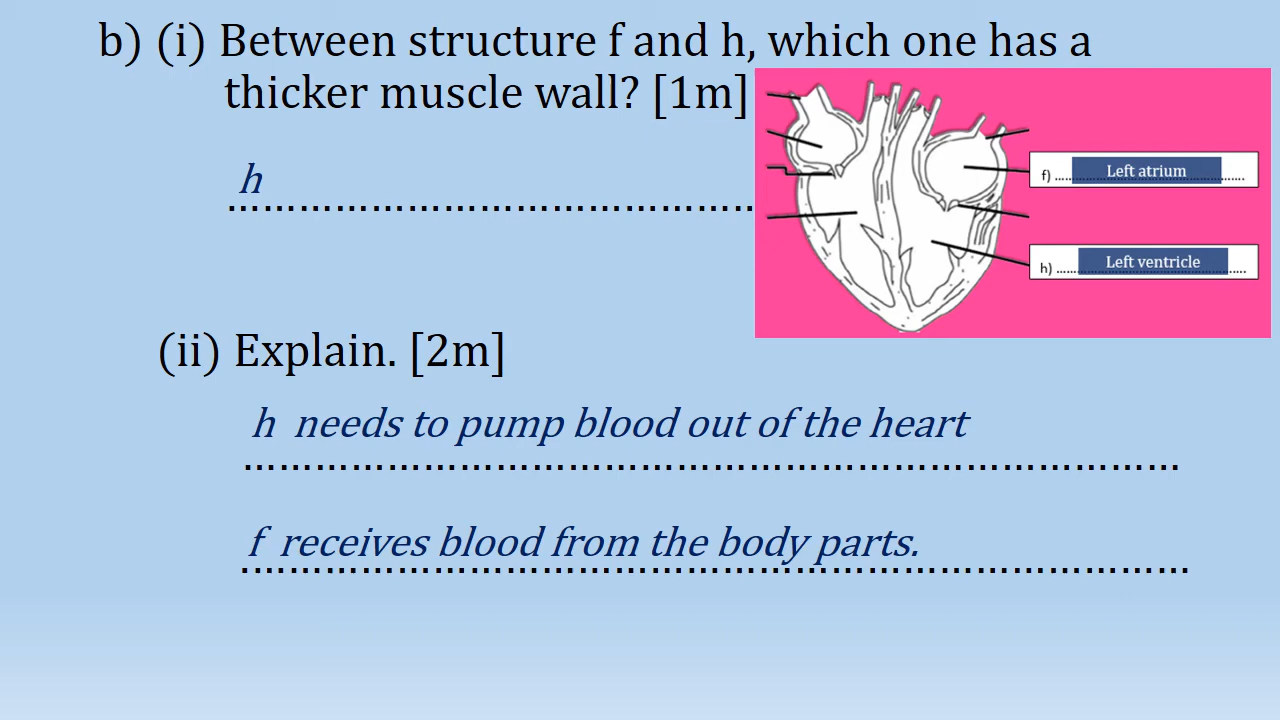 b) (i) Between structure f and h, which one has a
thicker muscle wall? [1m]
h
f) Left atrium
h) Left ventricle
(ii) Explain. [2m]
h needs to pump blood out of the heart
f receives blood from the body parts.